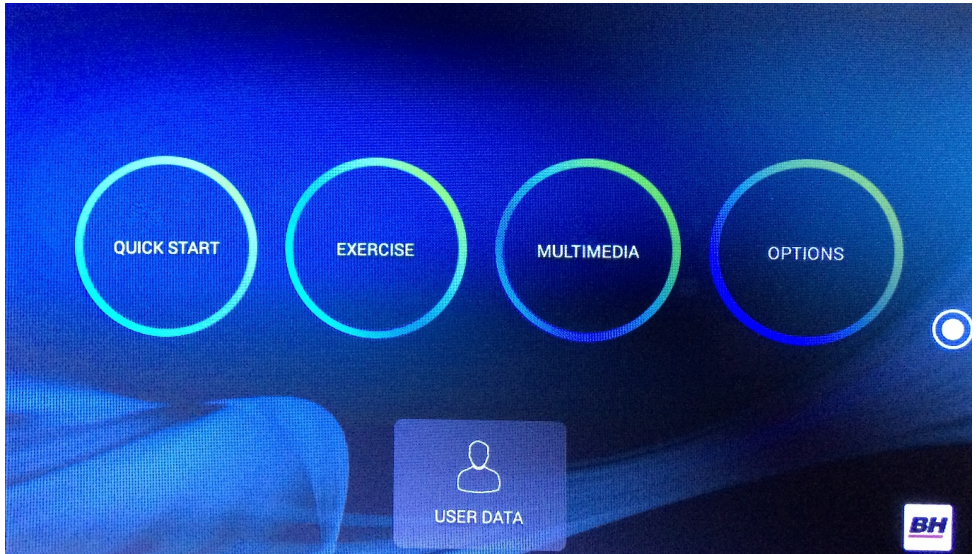 QUICK START
EXERCISE
MULTIMEDIA
OPTIONS
USER DATA
BH